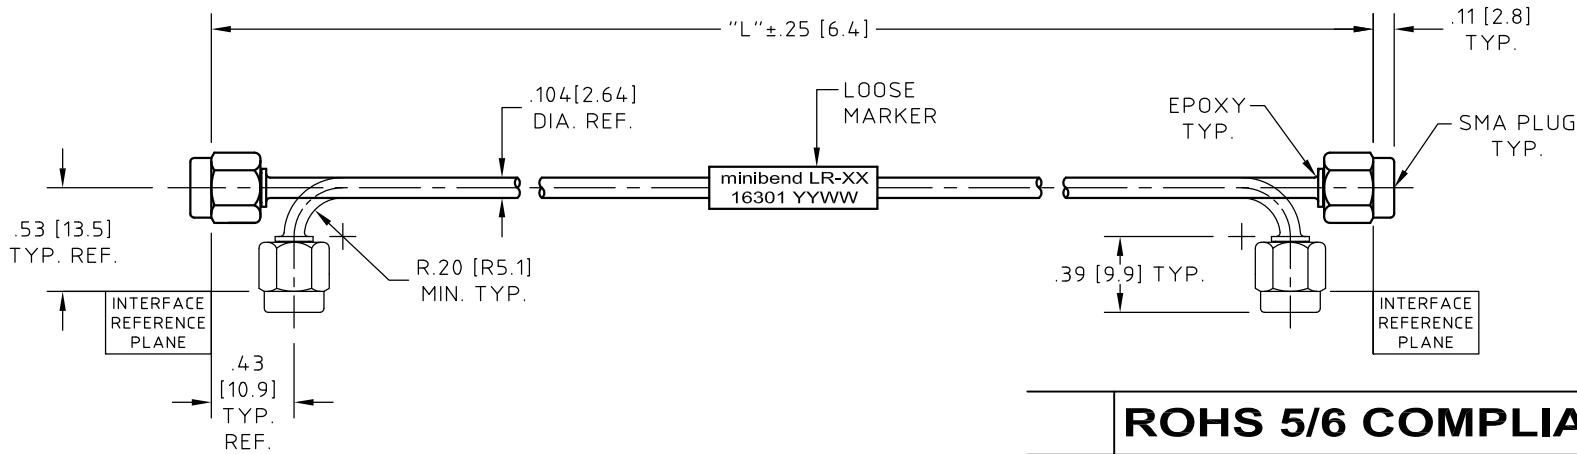 "L"±.25 [6.4]
.11 [2.8]
TYP.
.104[2.64]
DIA. REF.
LOOSE
MARKER
EPOXY
TYP.
SMA PLUG
TYP.
minibend LR-XX
16301 YYWW
.53 [13.5]
TYP. REF.
R.20 [R5.1]
MIN. TYP.
.39 [9.9] TYP.
INTERFACE
REFERENCE
PLANE
INTERFACE
REFERENCE
PLANE
.43
[10.9]
TYP.
REF.
ROHS 5/6 COMPLIA